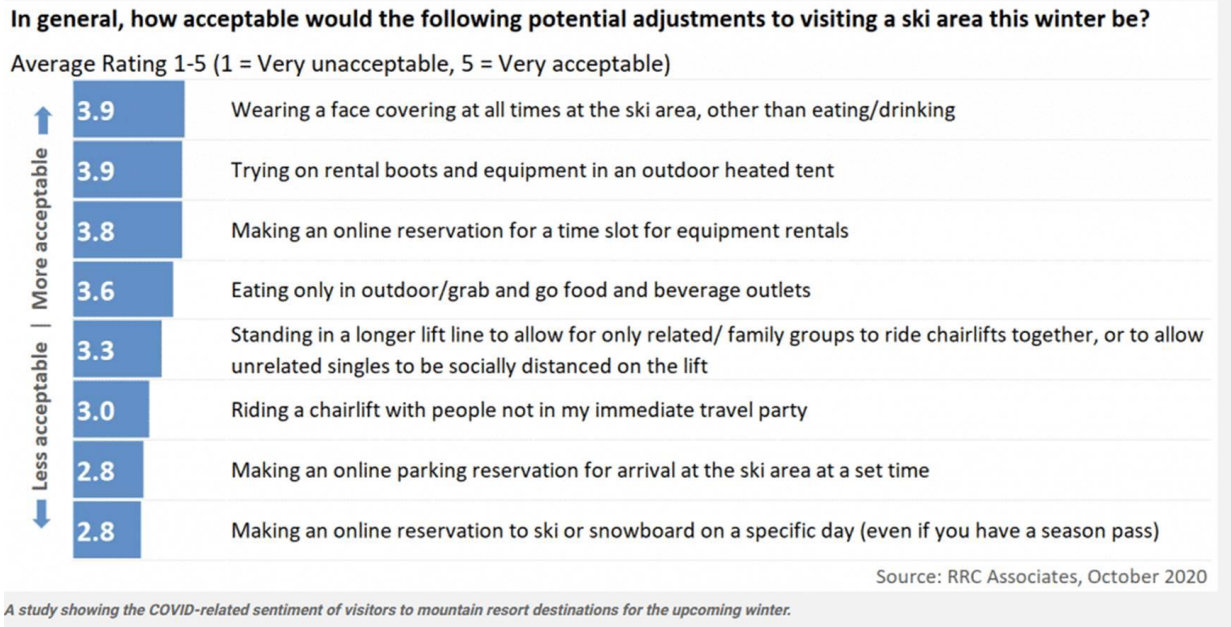 In general, how acceptable would the following potential adjustments to visiting a ski area this winter be?
Average Rating 1-5 (1 = Very unacceptable, 5 = Very acceptable)
Less acceptable | More acceptable
3.9 Wearing a face covering at all times at the ski area, other than eating/drinking
3.9 Trying on rental boots and equipment in an outdoor heated tent
3.8 Making an online reservation for a time slot for equipment rentals
3.6 Eating only in outdoor/grab and go food and beverage outlets
3.3 Standing in a longer lift line to allow for only related/ family groups to ride chairlifts together, or to allow
unrelated singles to be socially distanced on the lift
3.0 Riding a chairlift with people not in my immediate travel party
2.8 Making an online parking reservation for arrival at the ski area at a set time
2.8 Making an online reservation to ski or snowboard on a specific day (even if you have a season pass)
Source: RRC Associates, October 2020
A study showing the COVID-related sentiment of visitors to mountain resort destinations for the upcoming winter.